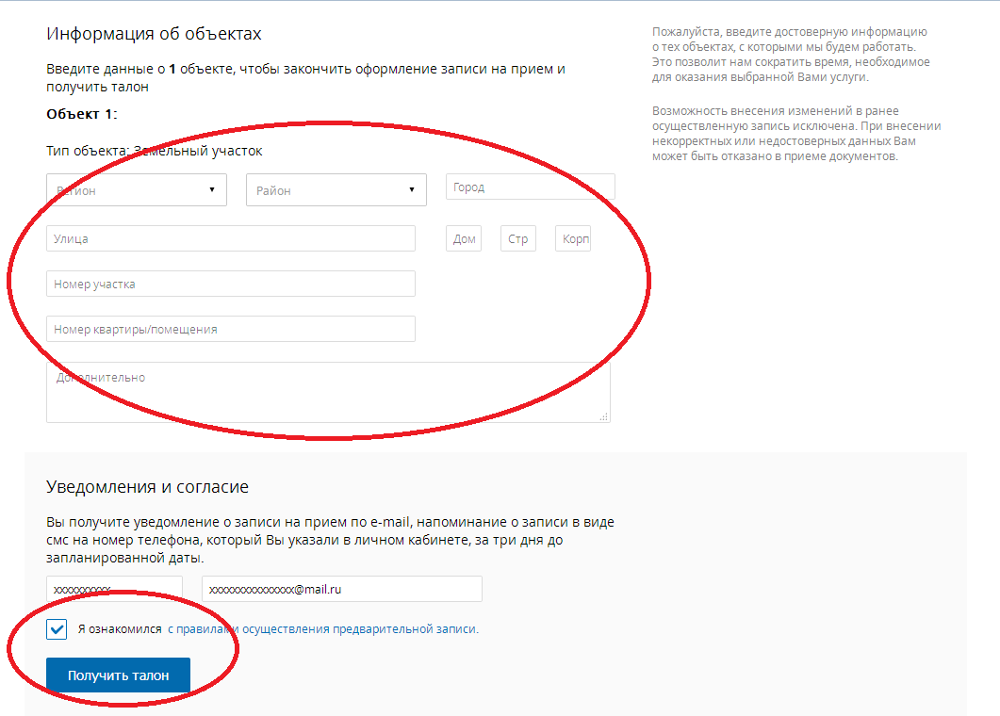 Информация об объектах
Введите данные о 1 объекте, чтобы закончить оформление записи на прием и
получить талон
Объект 1:
Тип объекта: Земельный участок
Регион
Район
Город
Улица
Дом
Стр
Корп
Номер участка
Номер квартиры/помещения
Дополнительно
Пожалуйста, введите достоверную информацию
о тех объектах, с которыми мы будем работать.
Это позволит нам сократить время, необходимое
для оказания выбранной Вами услуги.
Возможность внесения изменений в ранее
осуществленную запись исключена. При внесении
некорректных или недостоверных данных Вам
может быть отказано в приеме документов.
Уведомления и согласие
Вы получите уведомление о записи на прием по e-mail, напоминание о записи в виде
смс на номер телефона, который Вы указали в личном кабинете, за три дня до
запланированной даты.
xxxxxxxxxx
xxxxxxxxxxxxxxx@mail.ru
Я ознакомился с правилами осуществления предварительной записи.
Получить талон